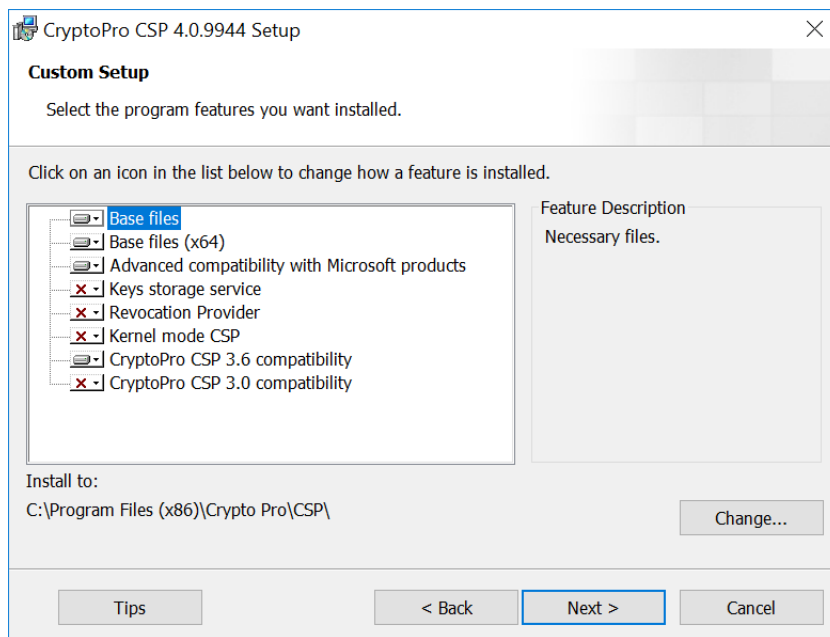 CryptoPro CSP 4.0.9944 Setup
Custom Setup
Select the program features you want installed.
Click on an icon in the list below to change how a feature is installed.
Base files
Base files (x64)
Advanced compatibility with Microsoft products
Keys storage service
Revocation Provider
Kernel mode CSP
CryptoPro CSP 3.6 compatibility
CryptoPro CSP 3.0 compatibility
Feature Description
Necessary files.
Install to:
C:\Program Files (x86)\Crypto Pro\CSP\
Change...
Tips
< Back
Next >
Cancel